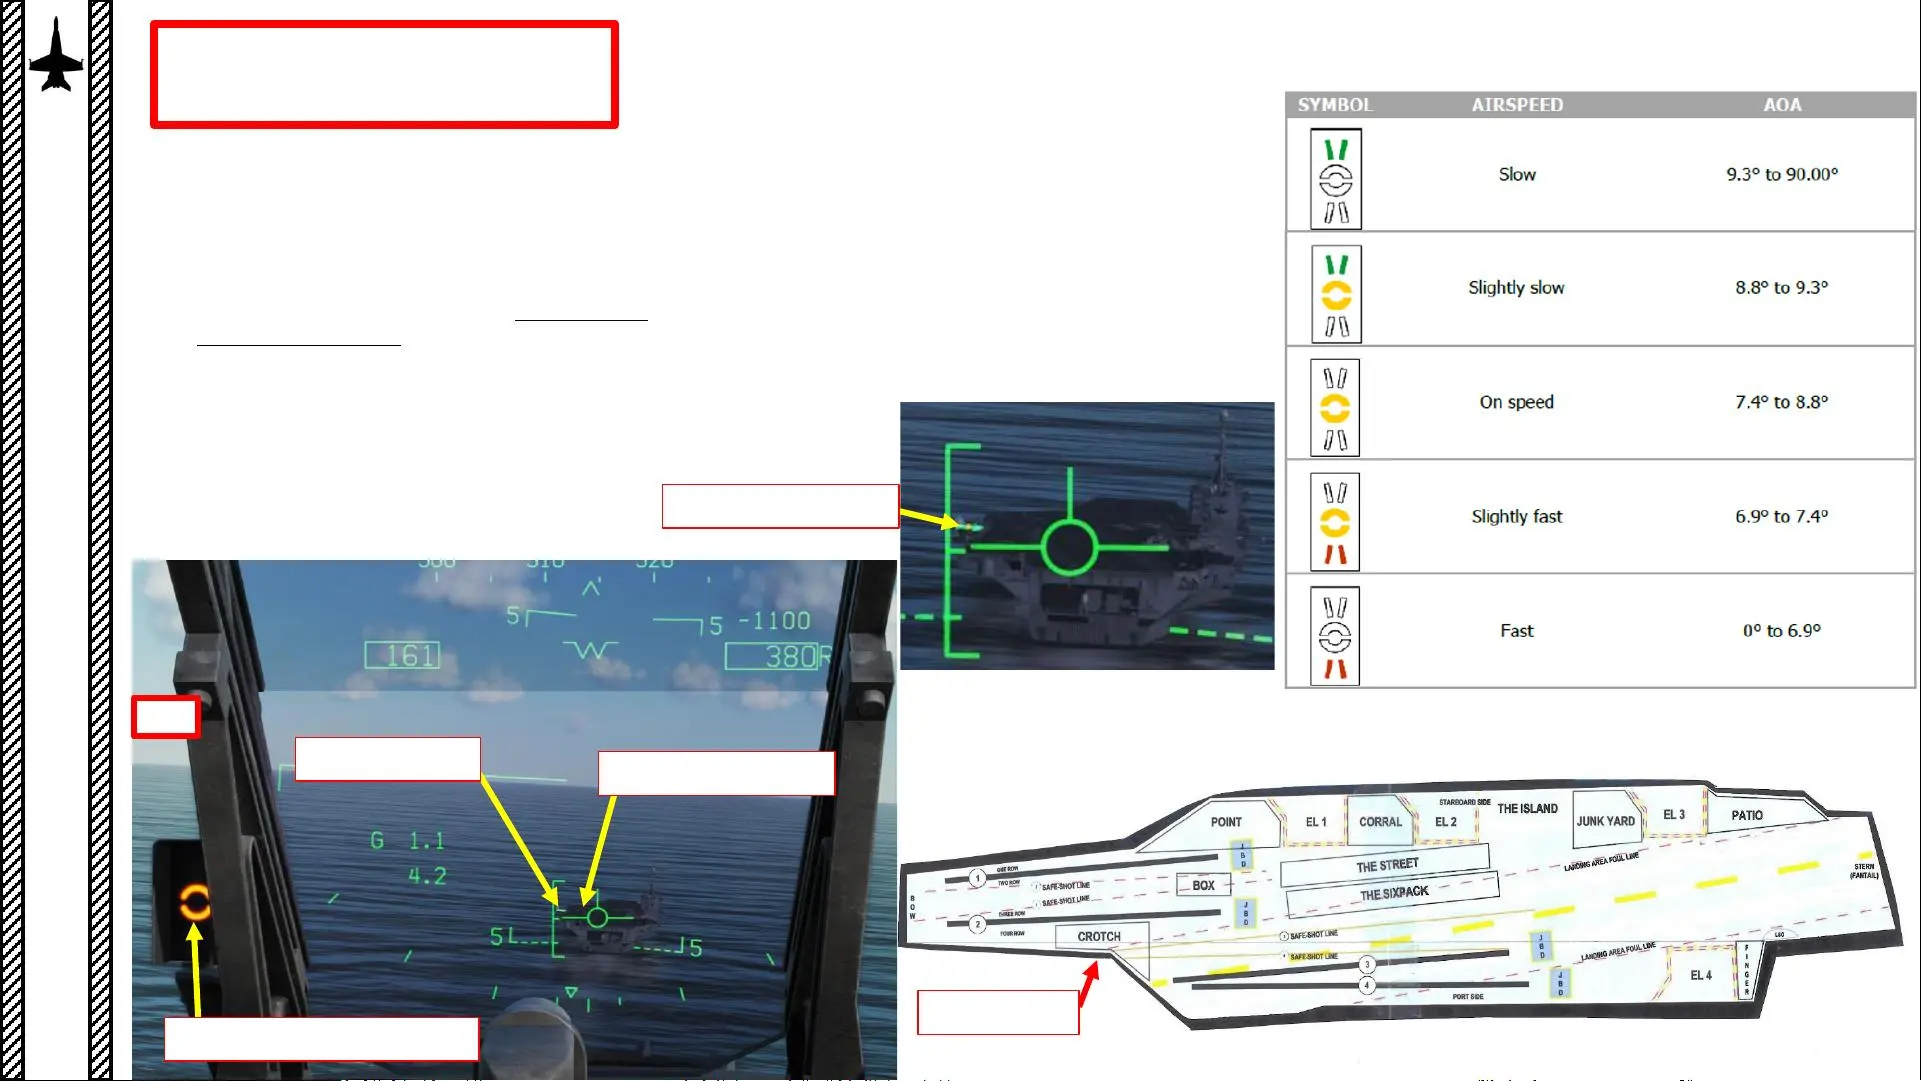 SYMBOL AIRSPEED AOA
Slow 9.3° to 90.00°
Slightly slow 8.8° to 9.3°
On speed 7.4° to 8.8°
Slightly fast 6.9° to 7.4°
Fast 0° to 6.9°
5 5 -1100
161 380R
G 1.1
4.2
5 5
POINT
EL 1
CORRAL
STARBOARD SIDE
EL 2
THE ISLAND
JUNK YARD
EL 3
PATIO
JBD
THE STREET
LANDING AREA FOUL LINE
STERN
(FANTAIL)
1
ONE ROW
TWO ROW
SAFE-SHOT LINE
BOX
THE SIXPACK
BOW
SAFE-SHOT LINE
THREE ROW
2
FOUR ROW
JBD
CROTCH
SAFE-SHOT LINE
LSO
SAFE-SHOT LINE
3
JBD
LANDING AREA FOUL LINE
FINGER
4
JBD
EL 4
PORT SIDE